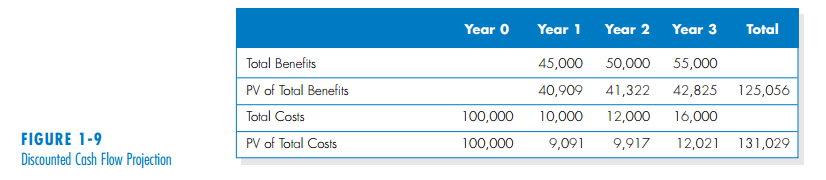 Year 0 Year 1 Year 2 Year 3 Total
Total Benefits 45,000 50,000 55,000
PV of Total Benefits 40,909 41,322 42,825 125,056
Total Costs 100,000 10,000 12,000 16,000
PV of Total Costs 100,000 9,091 9,917 12,021 131,029
FIGURE 1-9
Discounted Cash Flow Projection